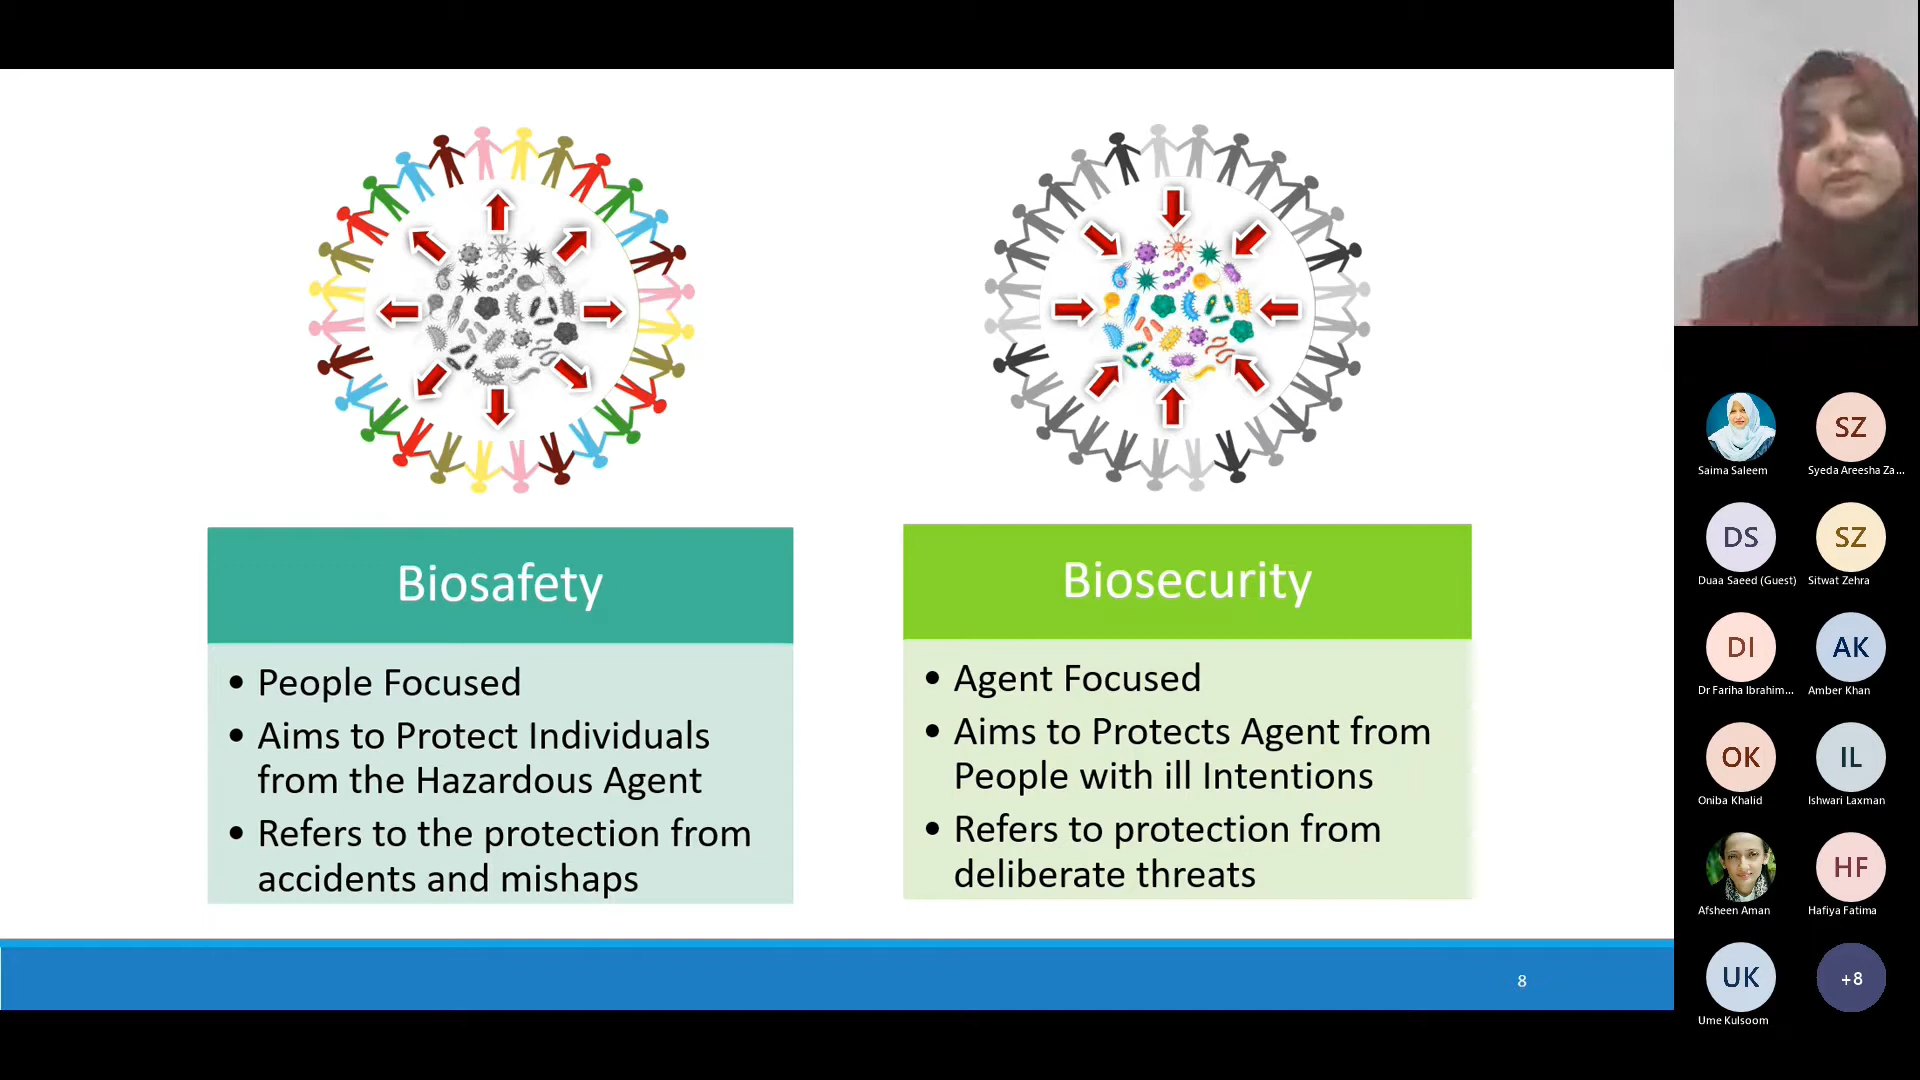 Biosafety
• People Focused
• Aims to Protect Individuals
from the Hazardous Agent
• Refers to the protection from
accidents and mishaps
Biosecurity
• Agent Focused
• Aims to Protects Agent from
People with ill Intentions
• Refers to protection from
deliberate threats
8
SZ
Saima Saleem
Syeda Areesha Za...
DS
SZ
Duaa Saeed (Guest)
Sitwat Zehra
DI
AK
Dr Fariha Ibrahim...
Amber Khan
OK
IL
Oniba Khalid
Ishwari Laxman
HF
Afsheen Aman
Hafiya Fatima
UK
+8
Ume Kulsoom